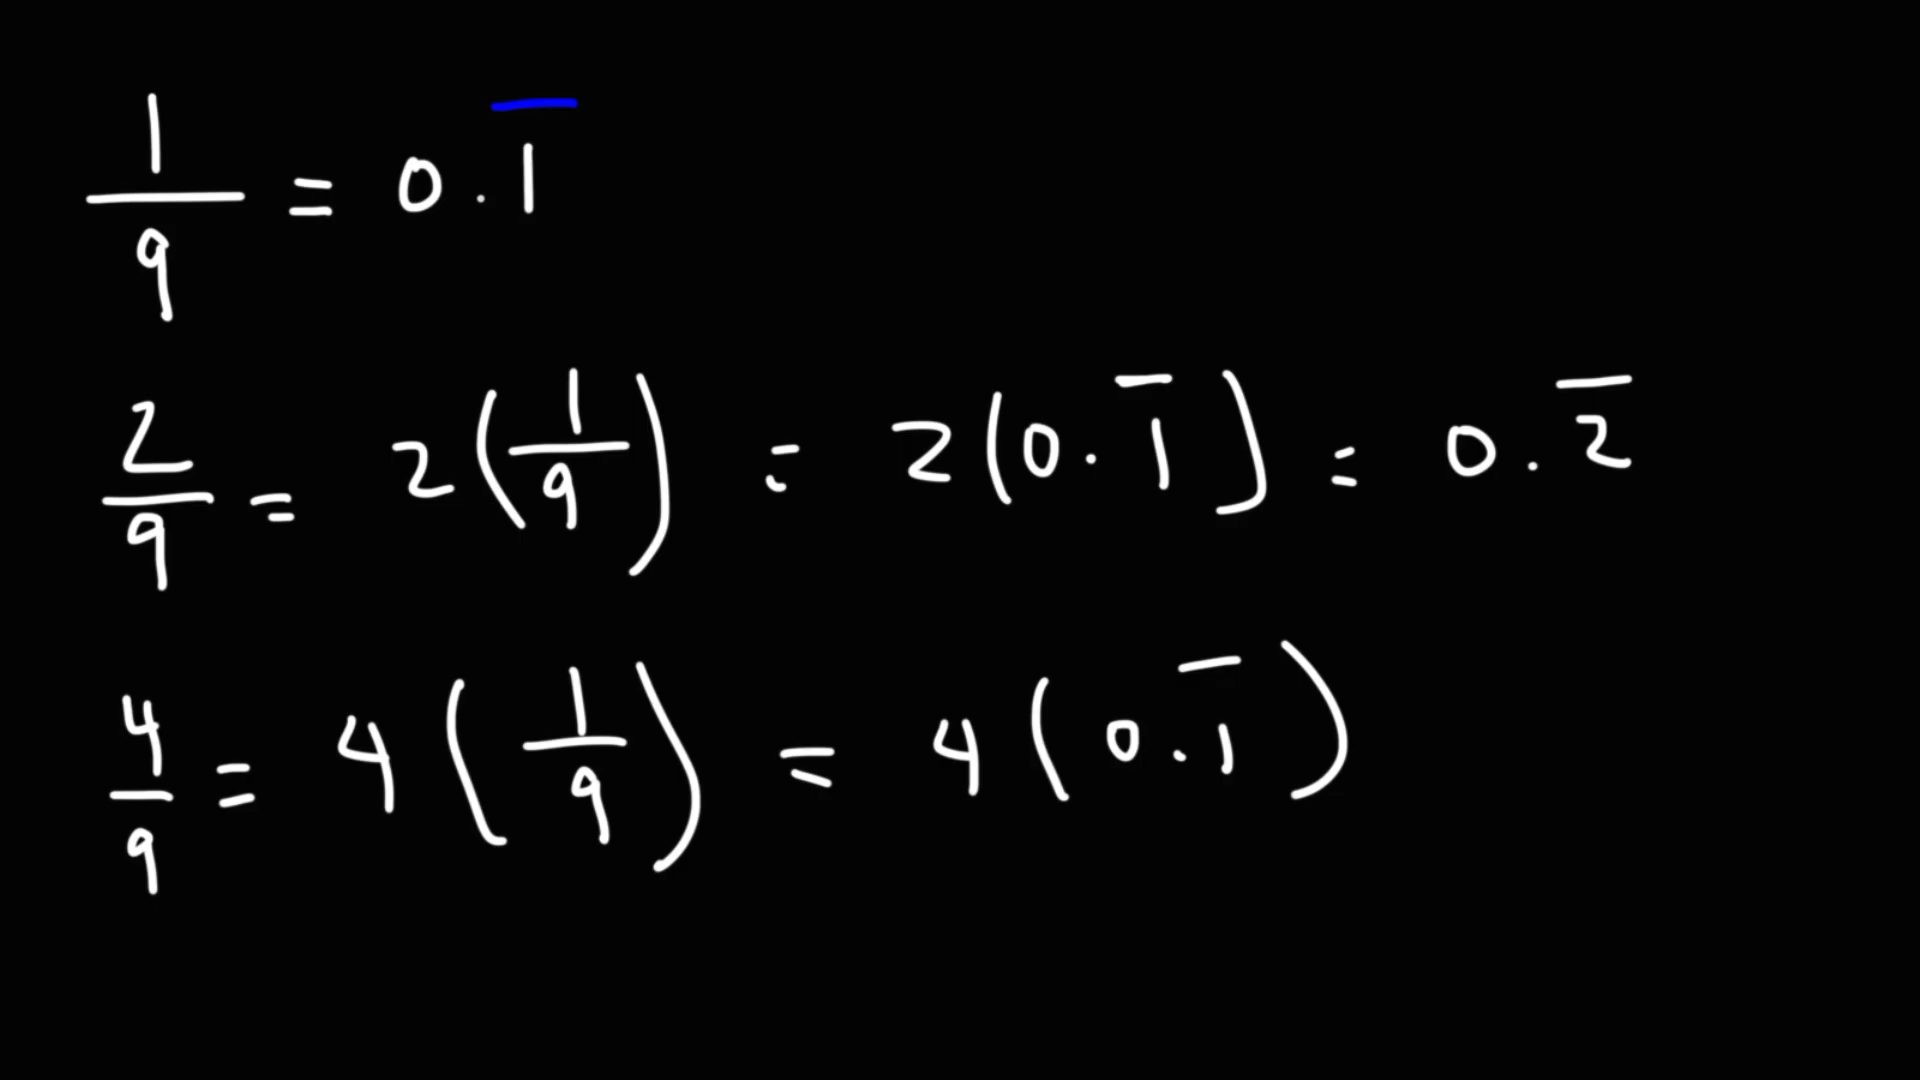 1/9 = 0.1̅
2/9 = 2(1/9) = 2(0.1̅) = 0.2̅
4/9 = 4(1/9) = 4(0.1̅)